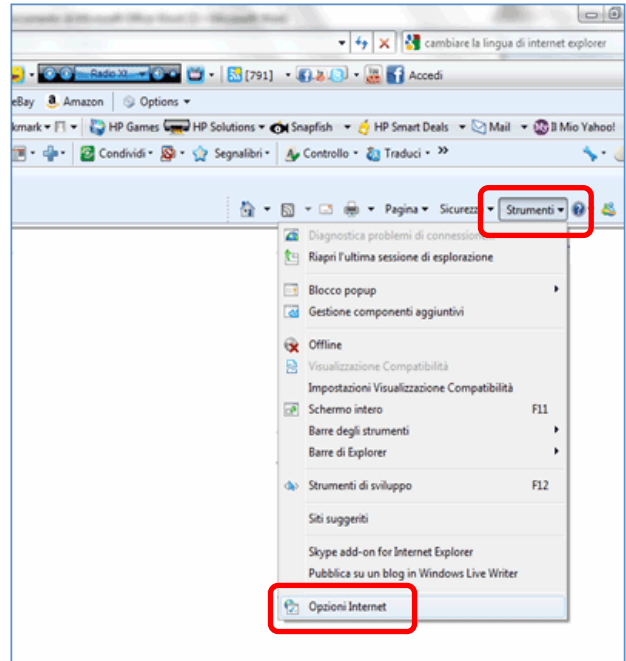 cambiare la lingua di internet explorer
Radio XI [791] Accedi
eBay Amazon Options
kmark HP Games HP Solutions Snapfish HP Smart Deals Mail Il Mio Yahoo!
Condividi Segnalibri Controllo Traduci »
Pagina Sicurezz Strumenti
Diagnostica problemi di connession...
Riapri l'ultima sessione di esplorazione
Blocco popup
Gestione componenti aggiuntivi
Offline
Visualizzazione Compatibilità
Impostazioni Visualizzazione Compatibilità
Schermo intero F11
Barre degli strumenti
Barre di Explorer
Strumenti di sviluppo F12
Siti suggeriti
Skype add-on for Internet Explorer
Pubblica su un blog in Windows Live Writer
Opzioni Internet